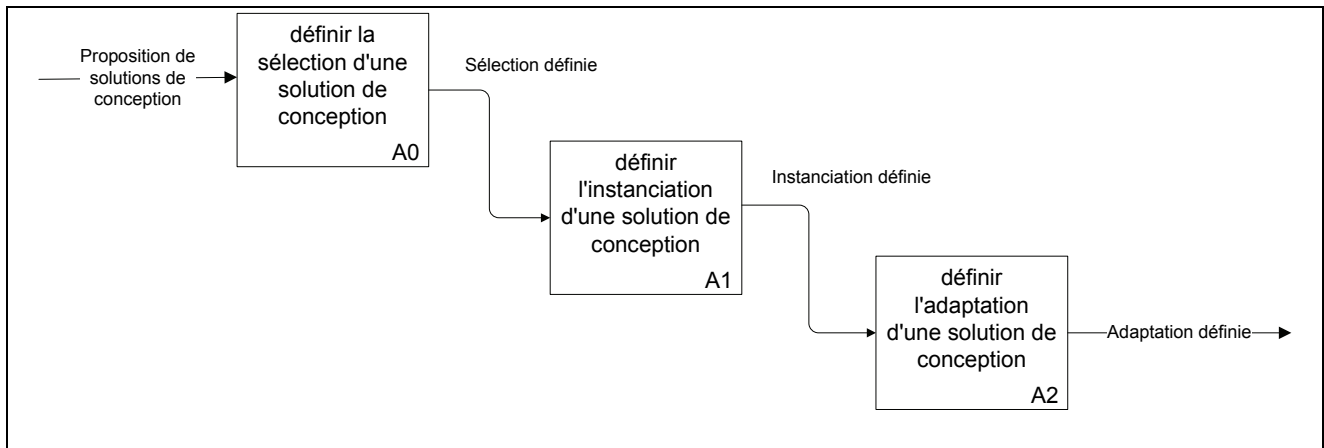 Proposition de
solutions de
conception
définir la
sélection d'une
solution de
conception
A0
Sélection définie
définir
l'instanciation
d'une solution de
conception
A1
Instanciation définie
définir
l'adaptation
d'une solution de
conception
A2
Adaptation définie